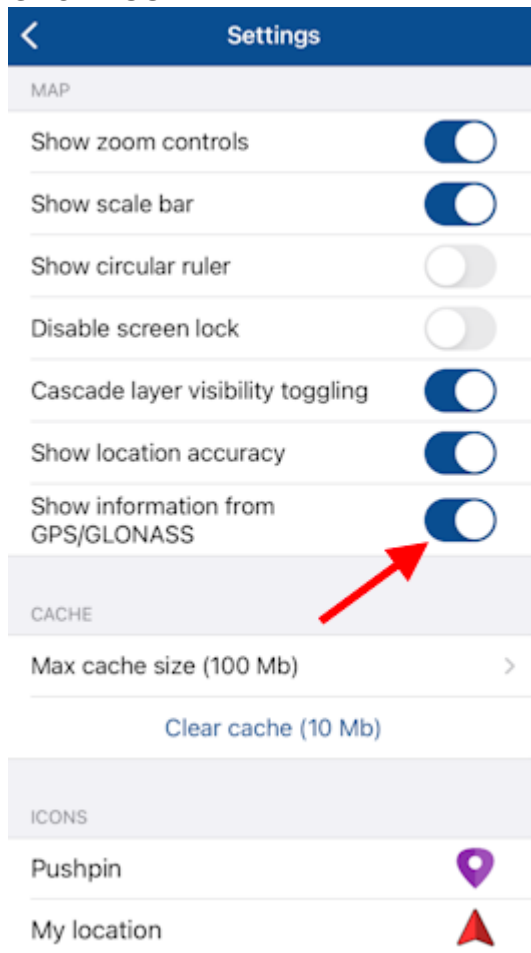 Settings
MAP
Show zoom controls
Show scale bar
Show circular ruler
Disable screen lock
Cascade layer visibility toggling
Show location accuracy
Show information from
GPS/GLONASS
CACHE
Max cache size (100 Mb)
Clear cache (10 Mb)
ICONS
Pushpin
My location